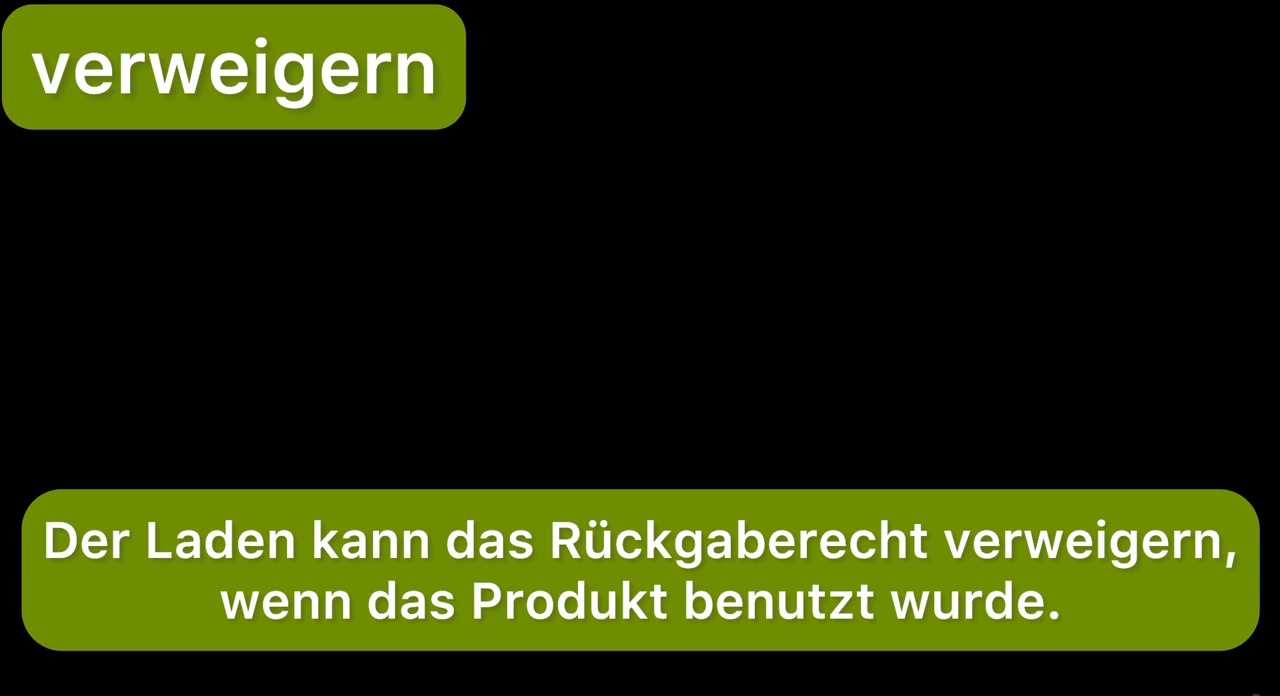 verweigern
Der Laden kann das Rückgaberecht verweigern,
wenn das Produkt benutzt wurde.